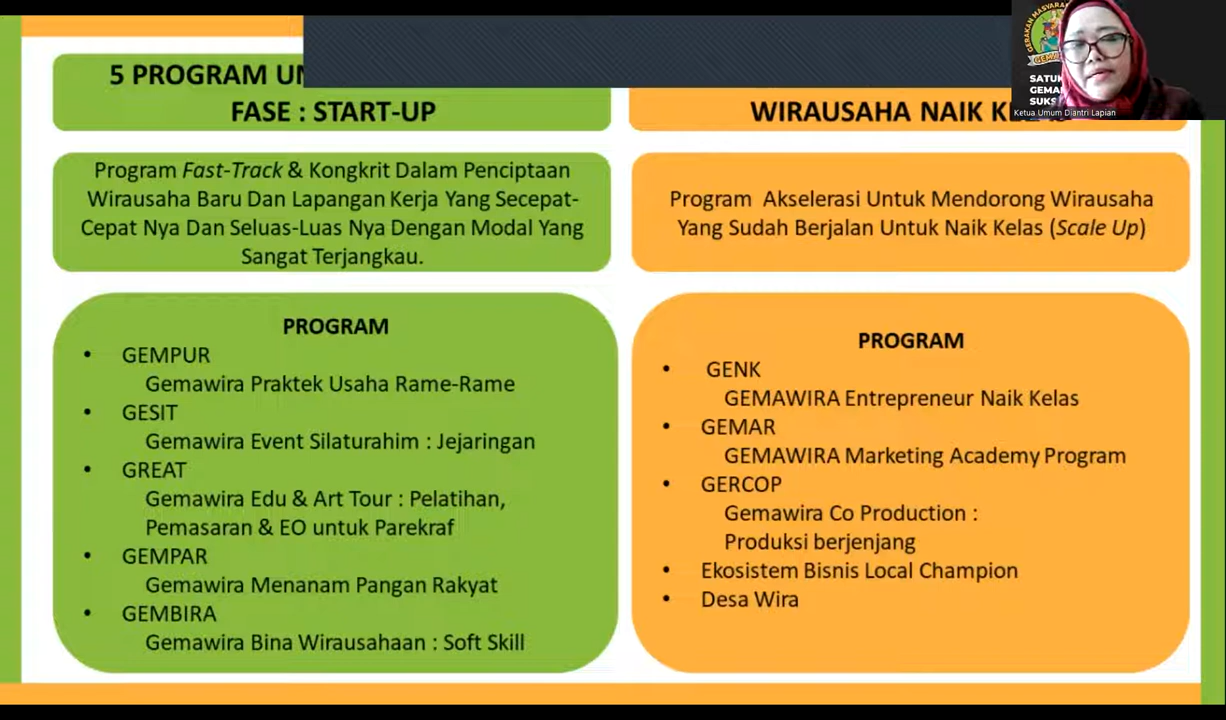 5 PROGRAM
FASE : START-UP
WIRAUSAHA NAIK
Program Fast-Track & Kongkrit Dalam Penciptaan
Wirausaha Baru Dan Lapangan Kerja Yang Secepat-
Cepat Nya Dan Seluas-Luas Nya Dengan Modal Yang
Sangat Terjangkau.
Program Akselerasi Untuk Mendorong Wirausaha
Yang Sudah Berjalan Untuk Naik Kelas (Scale Up)
PROGRAM
• GEMPUR
Gemawira Praktek Usaha Rame-Rame
• GESIT
Gemawira Event Silaturahim : Jejaringan
• GREAT
Gemawira Edu & Art Tour : Pelatihan,
Pemasaran & EO untuk Parekraf
• GEMPAR
Gemawira Menanam Pangan Rakyat
• GEMBIRA
Gemawira Bina Wirausahaan : Soft Skill
PROGRAM
• GENK
GEMAWIRA Entrepreneur Naik Kelas
• GEMAR
GEMAWIRA Marketing Academy Program
• GERCOP
Gemawira Co Production :
Produksi berjenjang
• Ekosistem Bisnis Local Champion
• Desa Wira
Ketua Umum Diantri Lapian